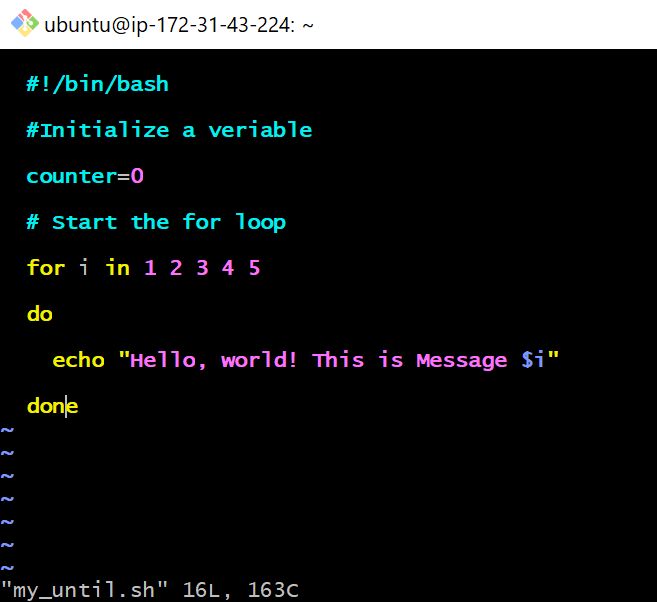 ubuntu@ip-172-31-43-224: ~
#!/bin/bash
#Initialize a veriable
counter=0
# Start the for loop
for i in 1 2 3 4 5
do
echo "Hello, world! This is Message $i"
done
~
~
~
~
~
~
~
"my_until.sh" 16L, 163C